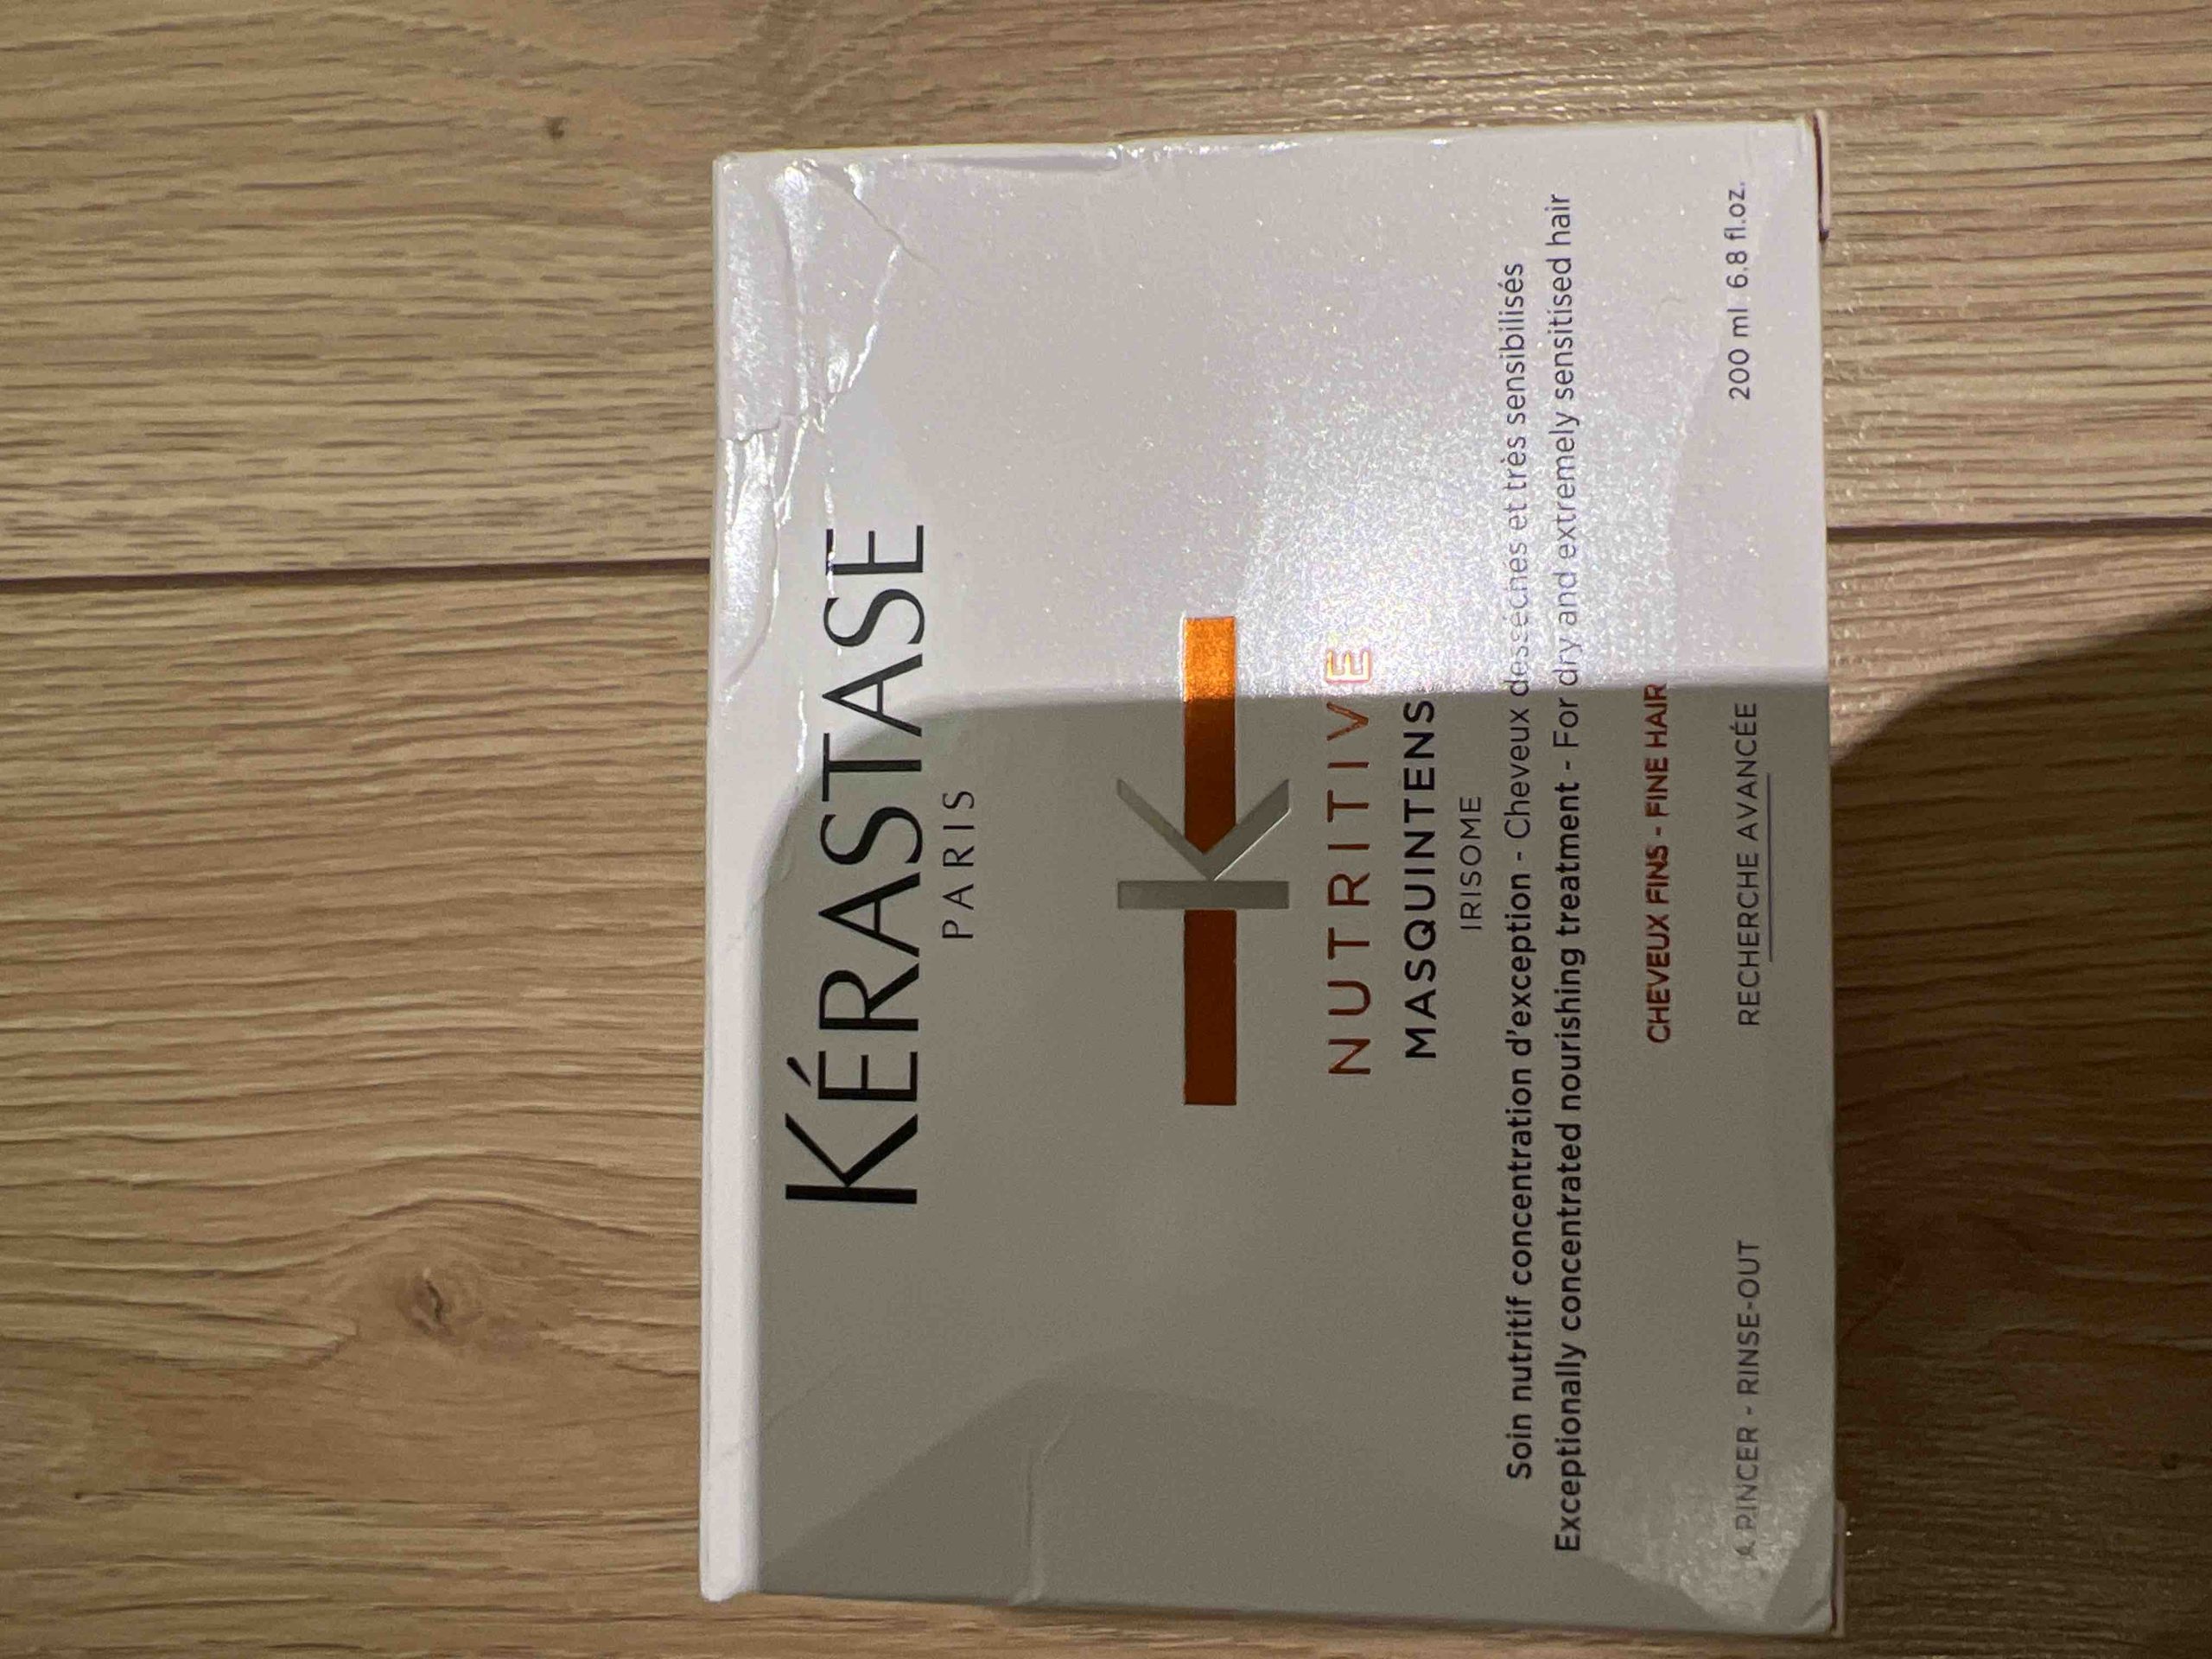 KÉRASTASE
PARIS
K
NUTRITIVE
MASQUINTENSE
IRISOME
Soin nutritif concentration d'exception - Cheveux desséchés et très sensibilisés
Exceptionally concentrated nourishing treatment - For dry and extremely sensitised hair
CHEVEUX FINS - FINE HAIR
À RINCER - RINSE-OUT
RECHERCHE AVANCÉE
200 ml 6.8 fl.oz.